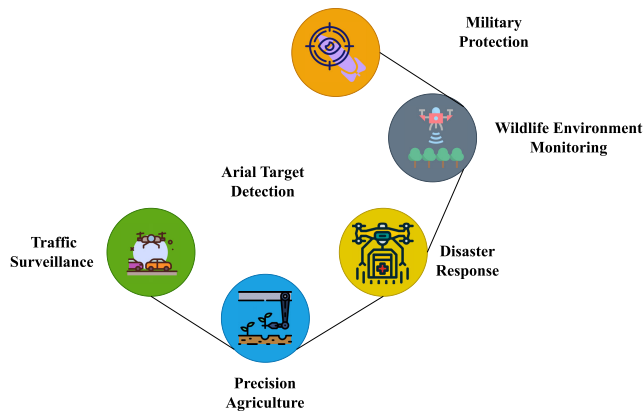 Military
Protection
Wildlife Environment
Monitoring
Arial Target
Detection
Traffic
Surveillance
Disaster
Response
Precision
Agriculture